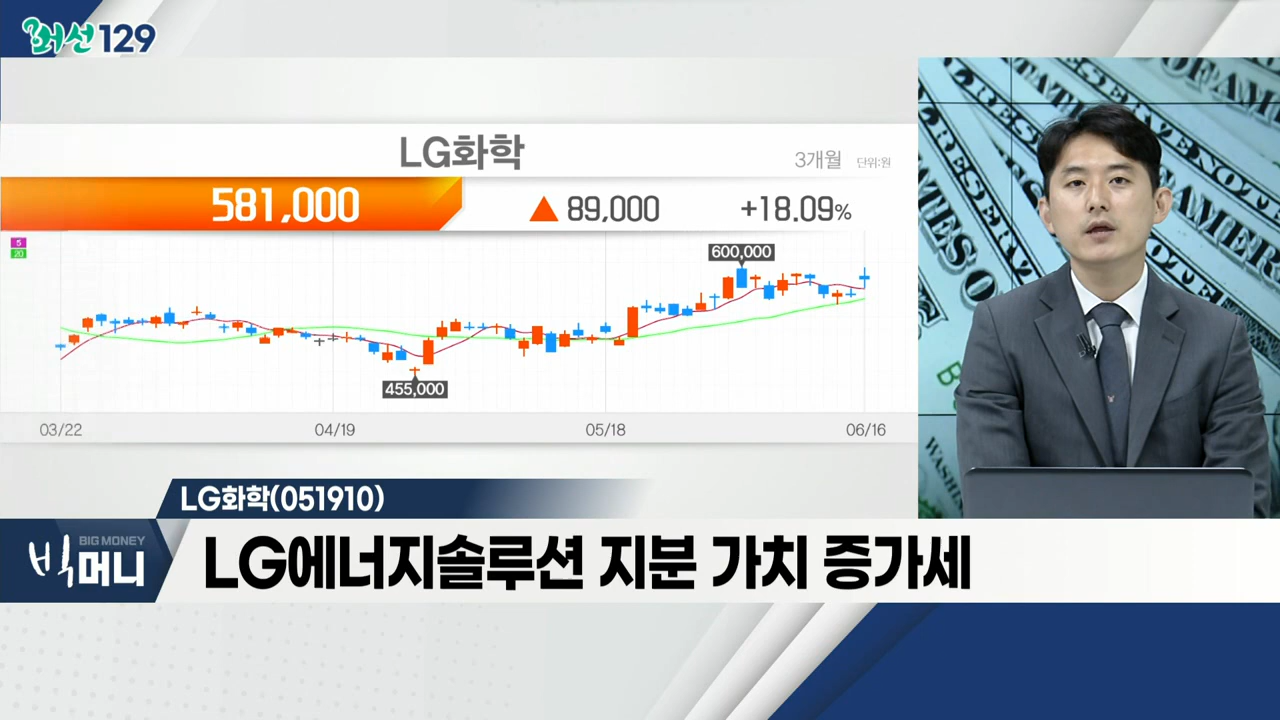 머선129
LG화학
3개월 단위:원
581,000 ▲ 89,000 +18.09%
5
20
600,000
455,000
03/22 04/19 05/18 06/16
LG화학(051910)
BIG MONEY
빅머니
LG에너지솔루션 지분 가치 증가세